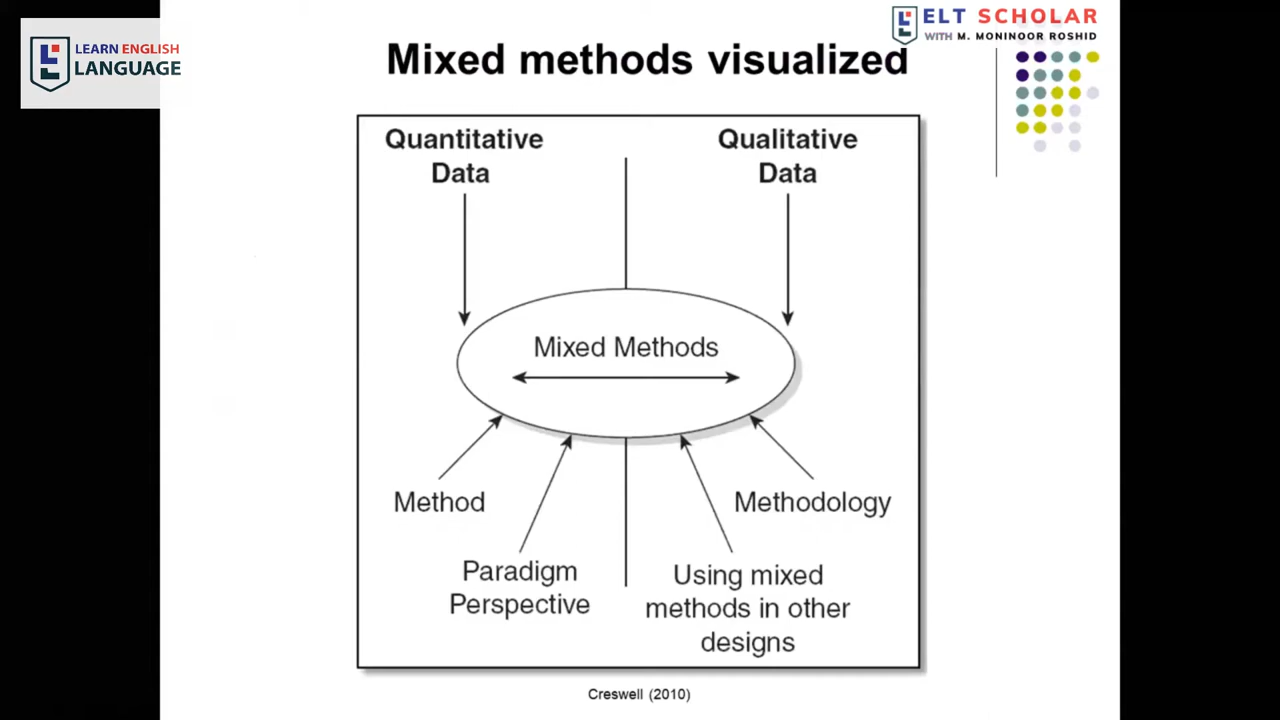 LEARN ENGLISH
LANGUAGE
ELT SCHOLAR
WITH M. MONINOOR ROSHID
Mixed methods visualized
Quantitative
Data
Qualitative
Data
Mixed Methods
Method
Methodology
Paradigm
Perspective
Using mixed
methods in other
designs
Creswell (2010)